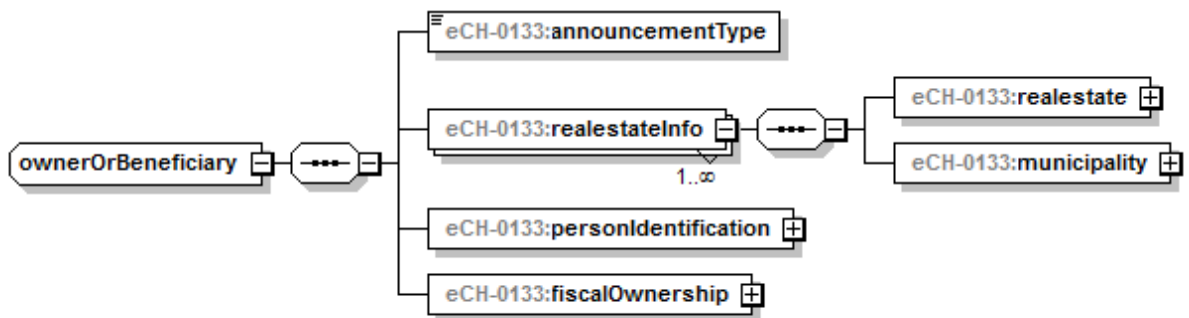 eCH-0133:announcementType
eCH-0133:realestate
eCH-0133:realestateInfo
ownerOrBeneficiary
eCH-0133:municipality
1..∞
eCH-0133:personIdentification
eCH-0133:fiscalOwnership